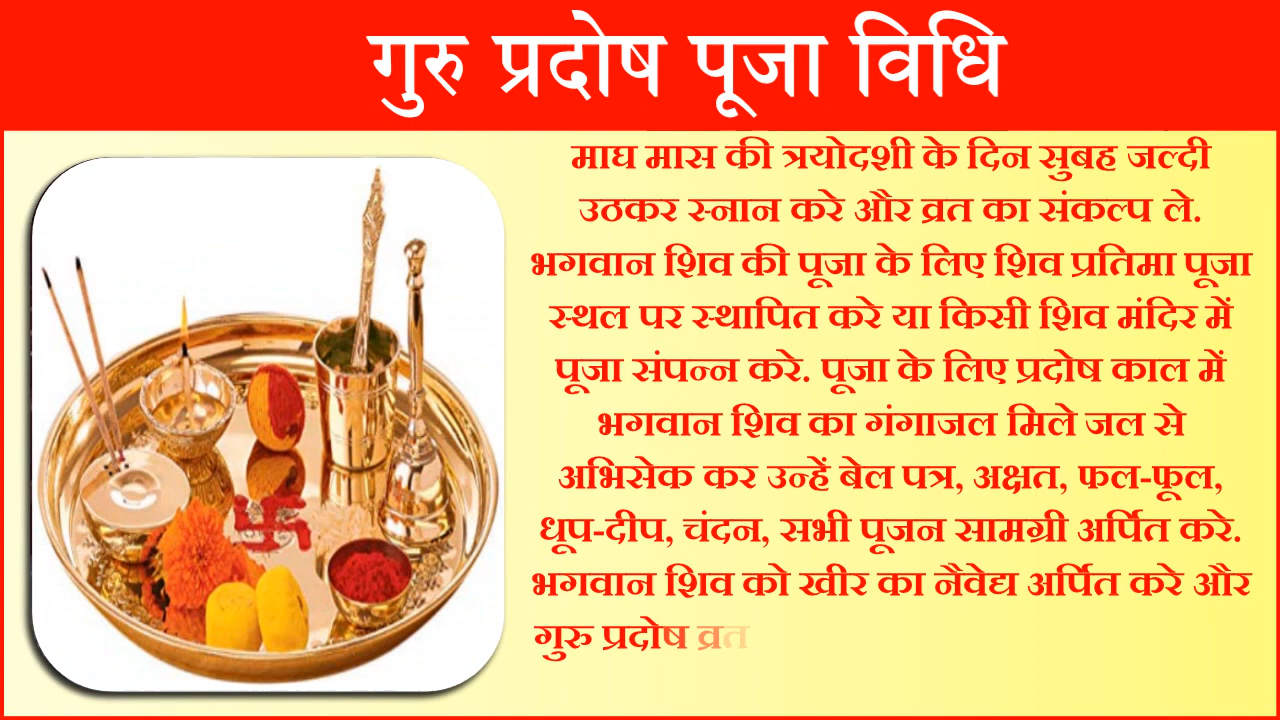 गुरु प्रदोष पूजा विधि
माघ मास की त्रयोदशी के दिन सुबह जल्दी
उठकर स्नान करे और व्रत का संकल्प ले.
भगवान शिव की पूजा के लिए शिव प्रतिमा पूजा
स्थल पर स्थापित करे या किसी शिव मंदिर में
पूजा संपन्न करे. पूजा के लिए प्रदोष काल में
भगवान शिव का गंगाजल मिले जल से
अभिसेक कर उन्हें बेल पत्र, अक्षत, फल-फूल,
धूप-दीप, चंदन, सभी पूजन सामग्री अर्पित करे.
भगवान शिव को खीर का नैवेद्य अर्पित करे और
गुरु प्रदोष व्रत